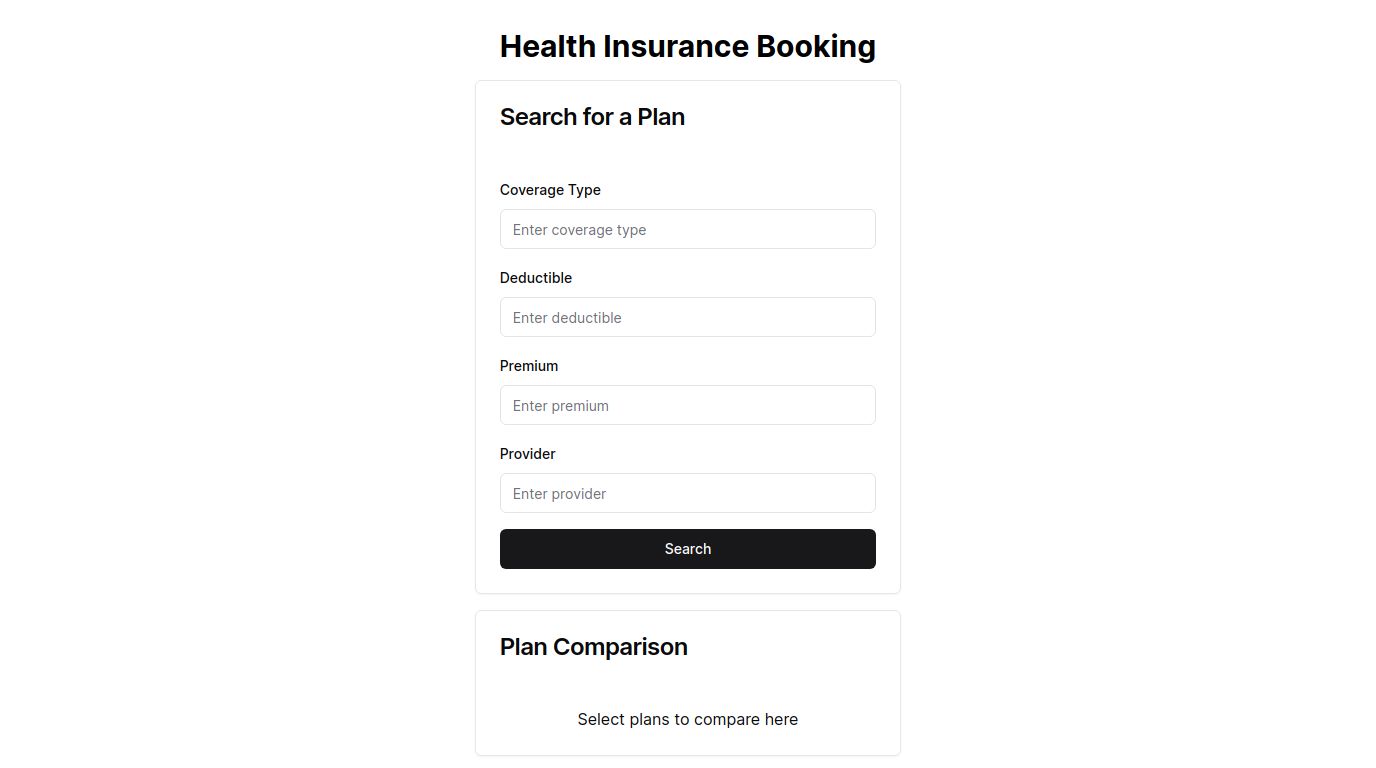 Health Insurance Booking
Search for a Plan
Coverage Type
Enter coverage type
Deductible
Enter deductible
Premium
Enter premium
Provider
Enter provider
Search
Plan Comparison
Select plans to compare here